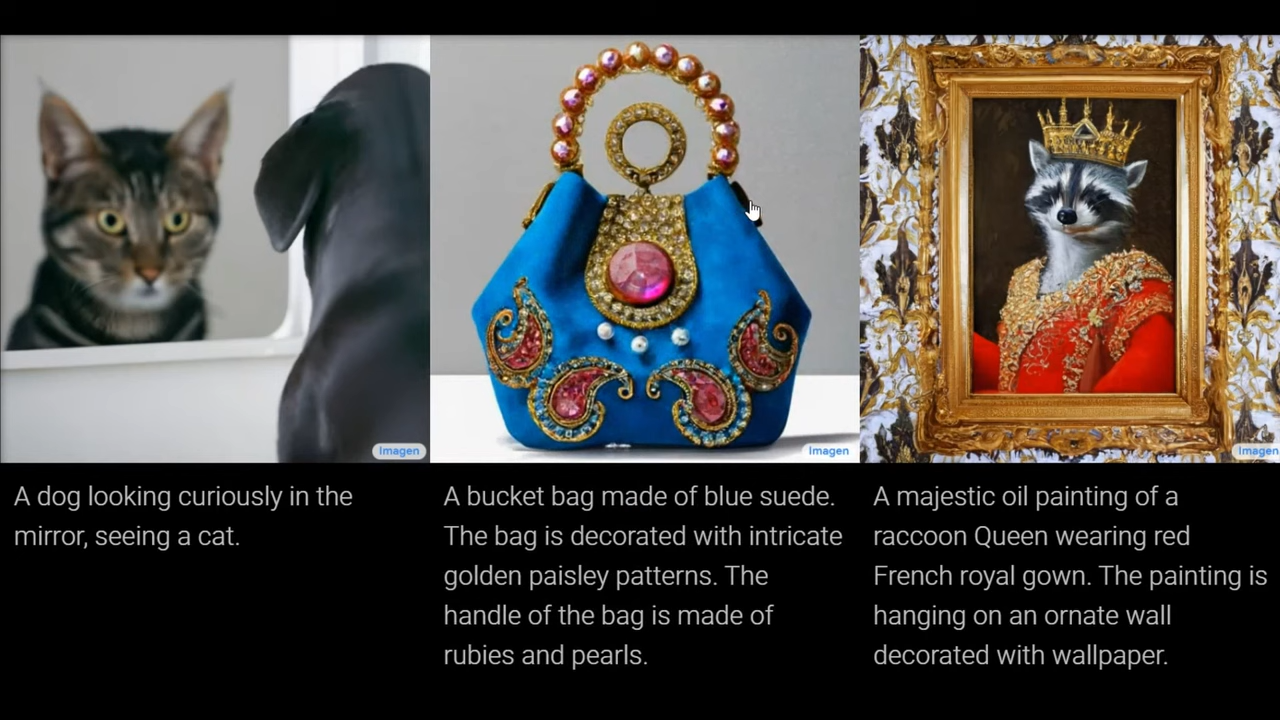 Imagen
Imagen
Imagen
A dog looking curiously in the
mirror, seeing a cat.
A bucket bag made of blue suede.
The bag is decorated with intricate
golden paisley patterns. The
handle of the bag is made of
rubies and pearls.
A majestic oil painting of a
raccoon Queen wearing red
French royal gown. The painting is
hanging on an ornate wall
decorated with wallpaper.